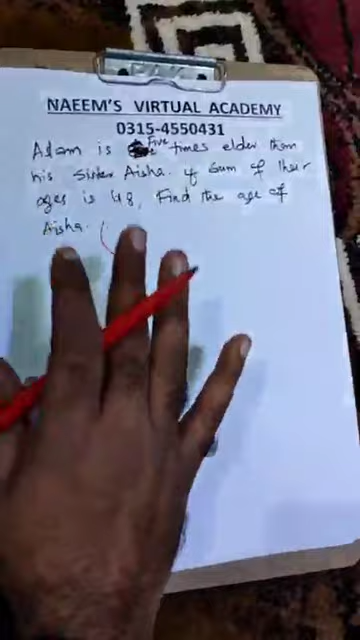 NAEEM'S VIRTUAL ACADEMY
0315-4550431
Adam is Five times elder than
his Sister Aisha. if Sum of their
ages is 48, Find the age of
Aisha.